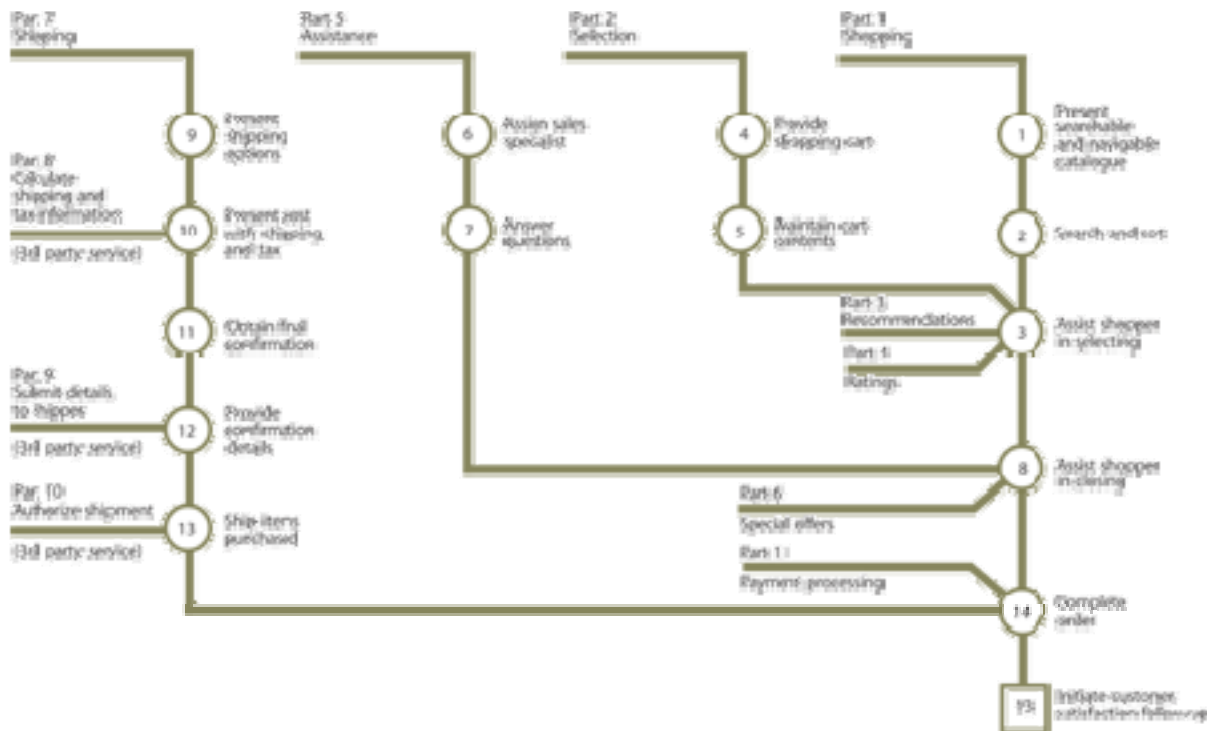 Part 7
Shipping
Part 5
Assistance
Part 2
Selection
Part 1
Shopping
9
Present
shipping
options
6
Assign sales
specialist
4
Provide
shopping cart
1
Present
searchable
and navigable
catalogue
Part 8
Calculate
shipping and
tax information
(3rd party service)
10
Present cost
with shipping
and tax
7
Answer
questions
5
Maintain cart
contents
2
Search and sort
11
Obtain final
confirmation
Part 3
Recommendations
3
Assist shopper
in selecting
Part 4
Ratings
Part 9
Submit details
to shipper
(3rd party service)
12
Provide
confirmation
details
8
Assist shopper
in closing
Part 6
Special offers
Part 10
Authorize shipment
(3rd party service)
13
Ship items
purchased
Part 11
Payment processing
14
Complete
order
15
Initiate customer
satisfaction follow-up